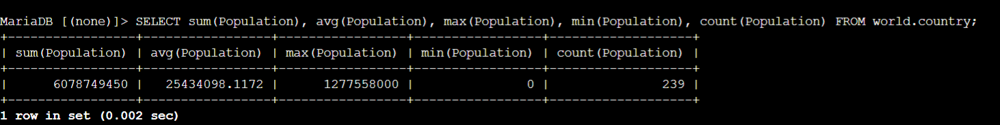 MariaDB [(none)]> SELECT sum(Population), avg(Population), max(Population), min(Population), count(Population) FROM world.country;
+-----------------+-----------------+-----------------+-----------------+-------------------+
| sum(Population) | avg(Population) | max(Population) | min(Population) | count(Population) |
+-----------------+-----------------+-----------------+-----------------+-------------------+
|      6078749450 |   25434098.1172 |      1277558000 |               0 |               239 |
+-----------------+-----------------+-----------------+-----------------+-------------------+
1 row in set (0.002 sec)